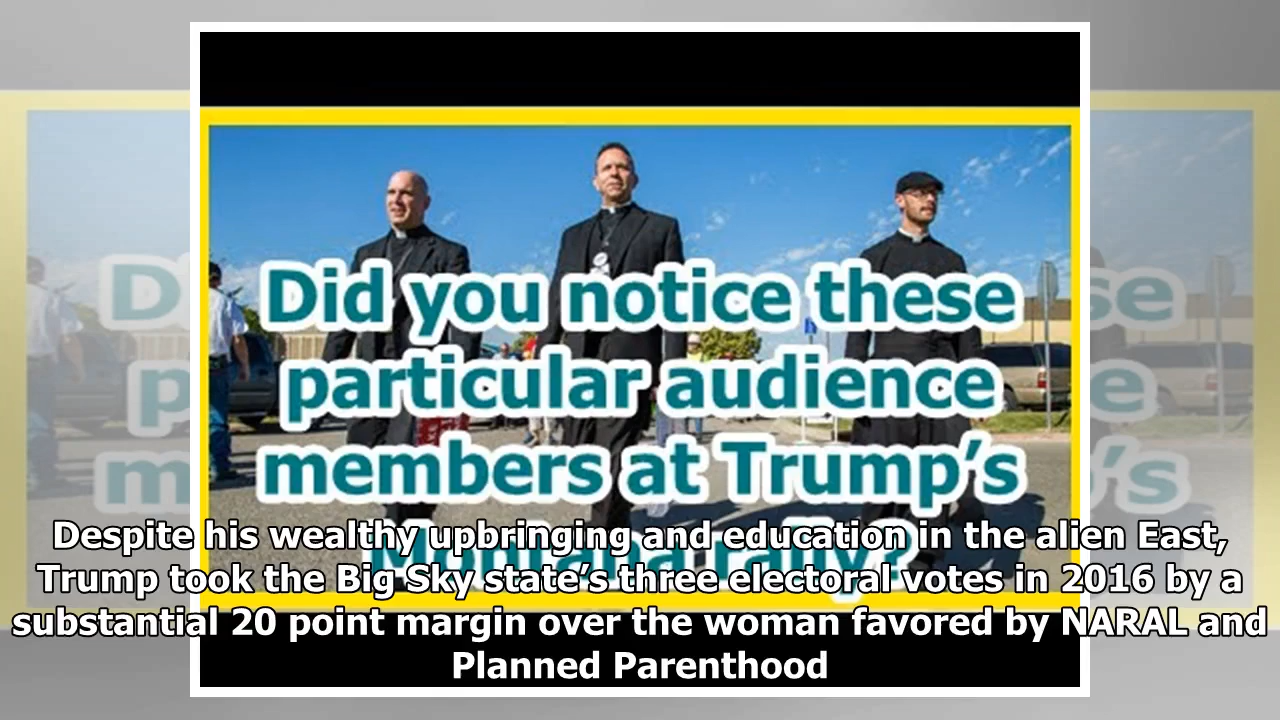 Did you notice these
particular audience
members at Trump’s
Montana rally?
Despite his wealthy upbringing and education in the alien East,
Trump took the Big Sky state’s three electoral votes in 2016 by a
substantial 20 point margin over the woman favored by NARAL and
Planned Parenthood